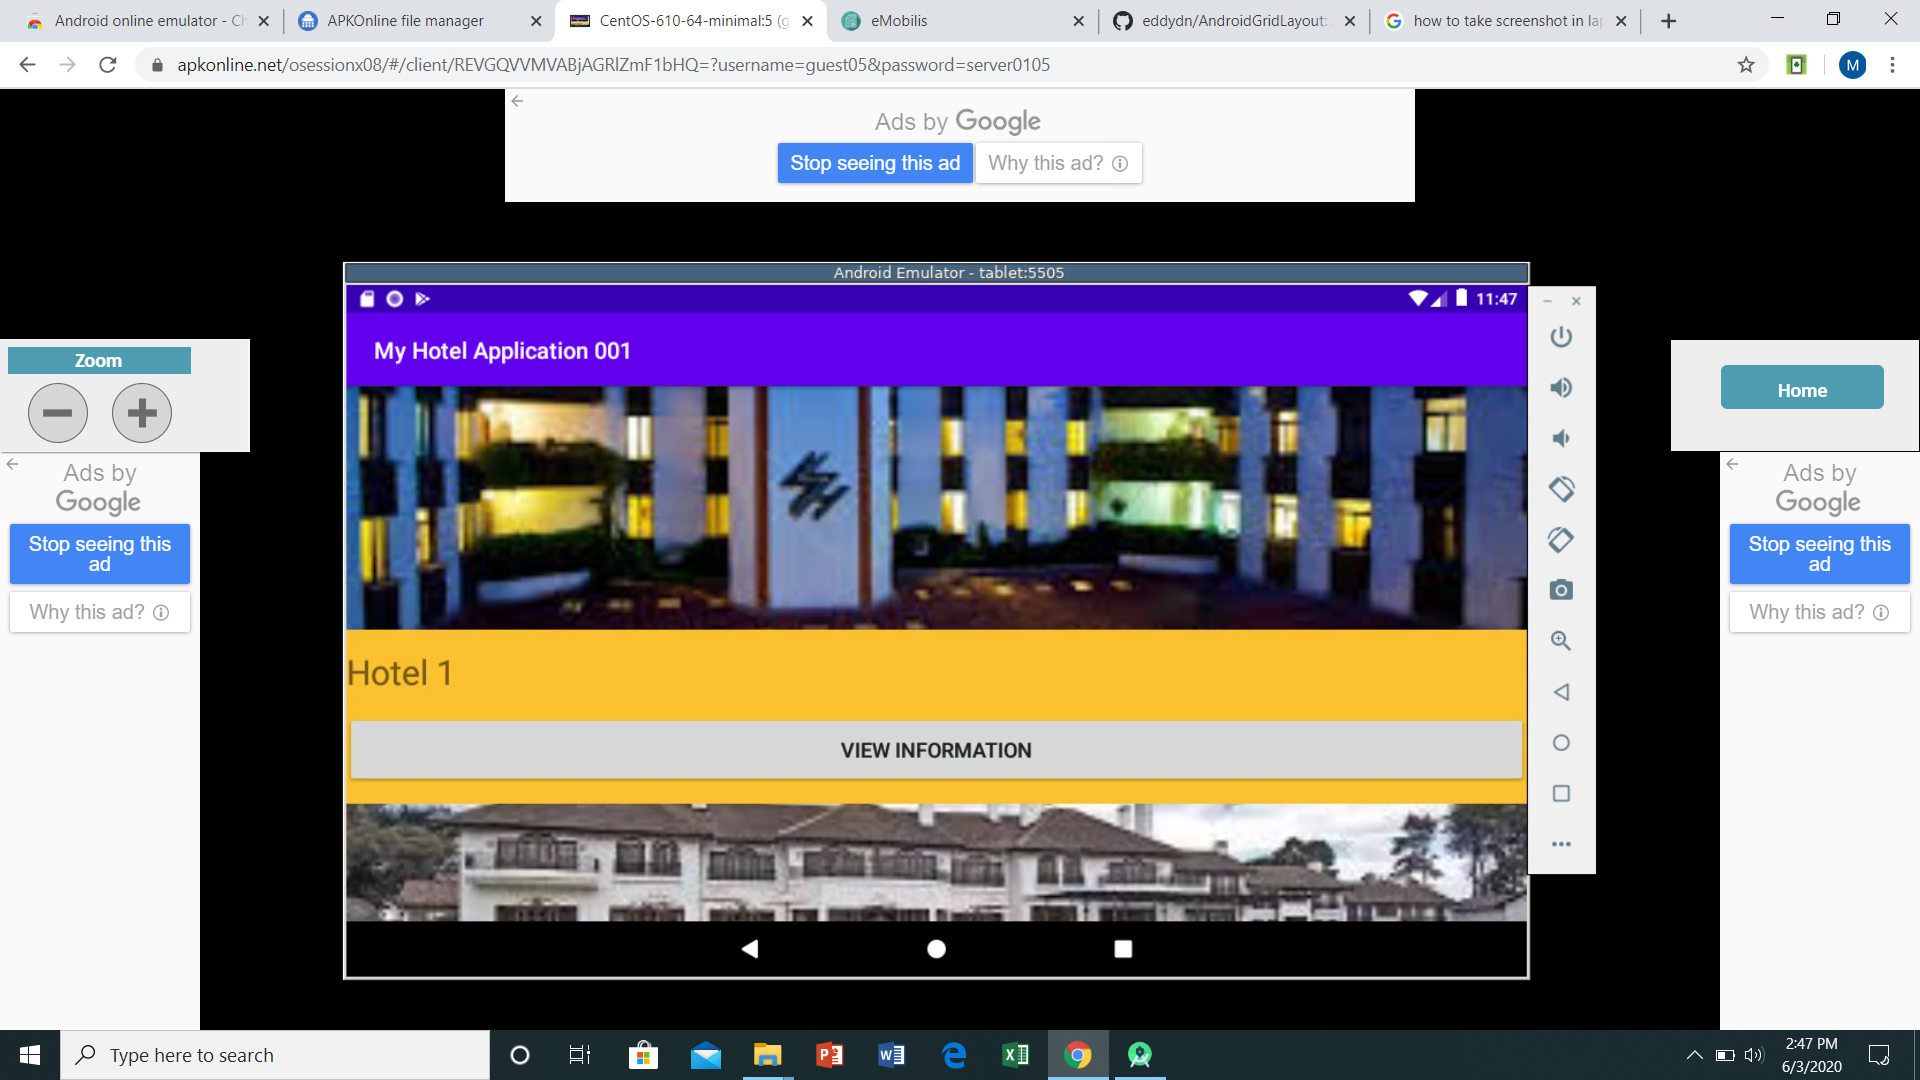 Android online emulator - Ch
APKOnline file manager
CentOS-610-64-minimal:5 (g
eMobilis
eddydn/AndroidGridLayout:
how to take screenshot in lap
apkonline.net/osessionx08/#/client/REVGQVVMVABjAGRlZmF1bHQ=?username=guest05&password=server0105
M
Ads by Google
Stop seeing this ad
Why this ad?
Android Emulator - tablet:5505
11:47
My Hotel Application 001
Zoom
Home
Ads by
Google
Stop seeing this
ad
Why this ad?
Ads by
Google
Stop seeing this
ad
Why this ad?
Hotel 1
VIEW INFORMATION
Type here to search
2:47 PM
6/3/2020